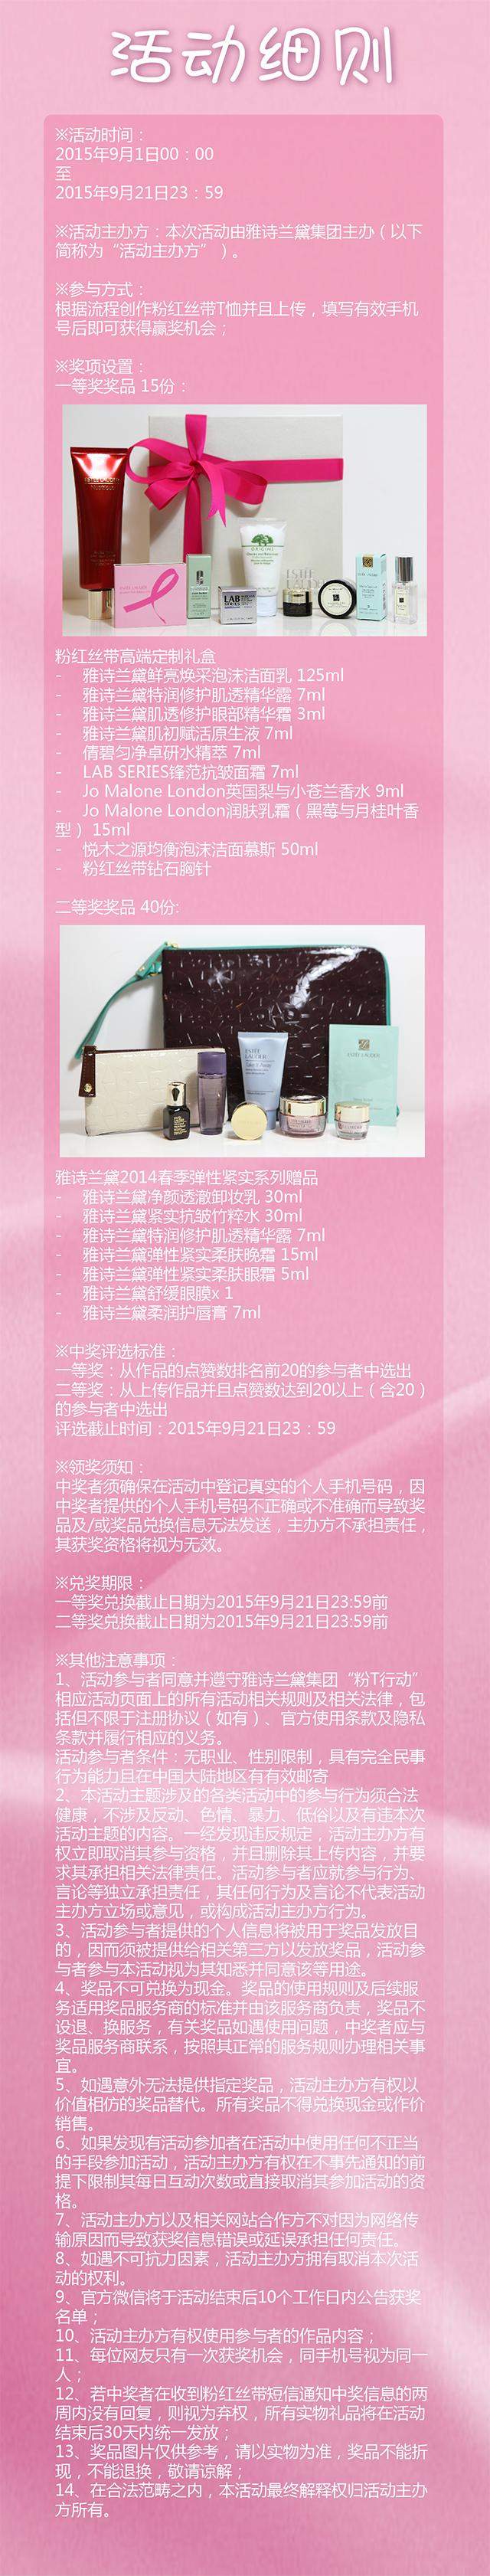 活动细则
※活动时间：
2015年9月1日00：00
至
2015年9月21日23：59
※活动主办方：本次活动由雅诗兰黛集团主办（以下
简称为“活动主办方”）。
※参与方式：
根据流程创作粉红丝带T恤并且上传，填写有效手机
号后即可获得赢奖机会；
※奖项设置：
一等奖奖品 15份：
ORIGINS
LAB
SERIES
粉红丝带高端定制礼盒
- 雅诗兰黛鲜亮焕采泡沫洁面乳 125ml
- 雅诗兰黛特润修护肌透精华露 7ml
- 雅诗兰黛肌透修护眼部精华霜 3ml
- 雅诗兰黛肌初赋活原生液 7ml
- 倩碧匀净卓研水精萃 7ml
- LAB SERIES锋范抗皱面霜 7ml
- Jo Malone London英国梨与小苍兰香水 9ml
- Jo Malone London润肤乳霜（黑莓与月桂叶香
型） 15ml
- 悦木之源均衡泡沫洁面慕斯 50ml
- 粉红丝带钻石胸针
二等奖奖品 40份:
雅诗兰黛2014春季弹性紧实系列赠品
- 雅诗兰黛净颜透澈卸妆乳 30ml
- 雅诗兰黛紧实抗皱竹粹水 30ml
- 雅诗兰黛特润修护肌透精华露 7ml
- 雅诗兰黛弹性紧实柔肤晚霜 15ml
- 雅诗兰黛弹性紧实柔肤眼霜 5ml
- 雅诗兰黛舒缓眼膜x 1
- 雅诗兰黛柔润护唇膏 7ml
※中奖评选标准：
一等奖：从作品的点赞数排名前20的参与者中选出
二等奖：从上传作品并且点赞数达到20以上（含20）
的参与者中选出
评选截止时间：2015年9月21日23：59
※领奖须知：
中奖者须确保在活动中登记真实的个人手机号码，因
中奖者提供的个人手机号码不正确或不准确而导致奖
品及/或奖品兑换信息无法发送，主办方不承担责任，
其获奖资格将视为无效。
※兑奖期限：
一等奖兑换截止日期为2015年9月21日23:59前
二等奖兑换截止日期为2015年9月21日23:59前
※其他注意事项：
1、活动参与者同意并遵守雅诗兰黛集团“粉T行动”
相应活动页面上的所有活动相关规则及相关法律，包
括但不限于注册协议（如有）、官方使用条款及隐私
条款并履行相应的义务。
活动参与者条件：无职业、性别限制，具有完全民事
行为能力且在中国大陆地区有有效邮寄
2、本活动主题涉及的各类活动中的参与行为须合法
健康，不涉及反动、色情、暴力、低俗以及有违本次
活动主题的内容。一经发现违反规定，活动主办方有
权立即取消其参与资格，并且删除其上传内容，并要
求其承担相关法律责任。活动参与者应就参与行为、
言论等独立承担责任，其任何行为及言论不代表活动
主办方立场或意见，或构成活动主办方行为。
3、活动参与者提供的个人信息将被用于奖品发放目
的，因而须被提供给相关第三方以发放奖品，活动参
与者参与本活动视为其知悉并同意该等用途。
4、奖品不可兑换为现金。奖品的使用规则及后续服
务适用奖品服务商的标准并由该服务商负责，奖品不
设退、换服务，有关奖品如遇使用问题，中奖者应与
奖品服务商联系，按照其正常的服务规则办理相关事
宜。
5、如遇意外无法提供指定奖品，活动主办方有权以
价值相仿的奖品替代。所有奖品不得兑换现金或作价
销售。
6、如果发现有活动参加者在活动中使用任何不正当
的手段参加活动，活动主办方有权在不事先通知的前
提下限制其每日互动次数或直接取消其参加活动的资
格。
7、活动主办方以及相关网站合作方不对因为网络传
输原因而导致获奖信息错误或延误承担任何责任。
8、如遇不可抗力因素，活动主办方拥有取消本次活
动的权利。
9、官方微信将于活动结束后10个工作日内公告获奖
名单；
10、活动主办方有权使用参与者的作品内容；
11、每位网友只有一次获奖机会，同手机号视为同一
人；
12、若中奖者在收到粉红丝带短信通知中奖信息的两
周内没有回复，则视为弃权，所有实物礼品将在活动
结束后30天内统一发放；
13、奖品图片仅供参考，请以实物为准，奖品不能折
现，不能退换，敬请谅解；
14、在合法范畴之内，本活动最终解释权归活动主办
方所有。